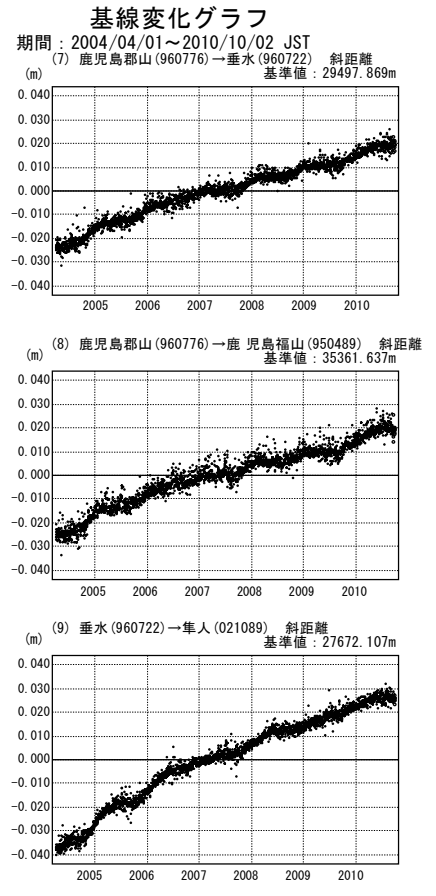 基線変化グラフ
期間：2004/04/01～2010/10/02 JST
(7) 鹿児島郡山(960776)→垂水(960722) 斜距離
(m) 基準値：29497.869m
0.040
0.030
0.020
0.010
0.000
-0.010
-0.020
-0.030
-0.040
2005 2006 2007 2008 2009 2010
(8) 鹿児島郡山(960776)→鹿 児島福山(950489) 斜距離
(m) 基準値：35361.637m
0.040
0.030
0.020
0.010
0.000
-0.010
-0.020
-0.030
-0.040
2005 2006 2007 2008 2009 2010
(9) 垂水(960722)→隼人(021089) 斜距離
(m) 基準値：27672.107m
0.040
0.030
0.020
0.010
0.000
-0.010
-0.020
-0.030
-0.040
2005 2006 2007 2008 2009 2010